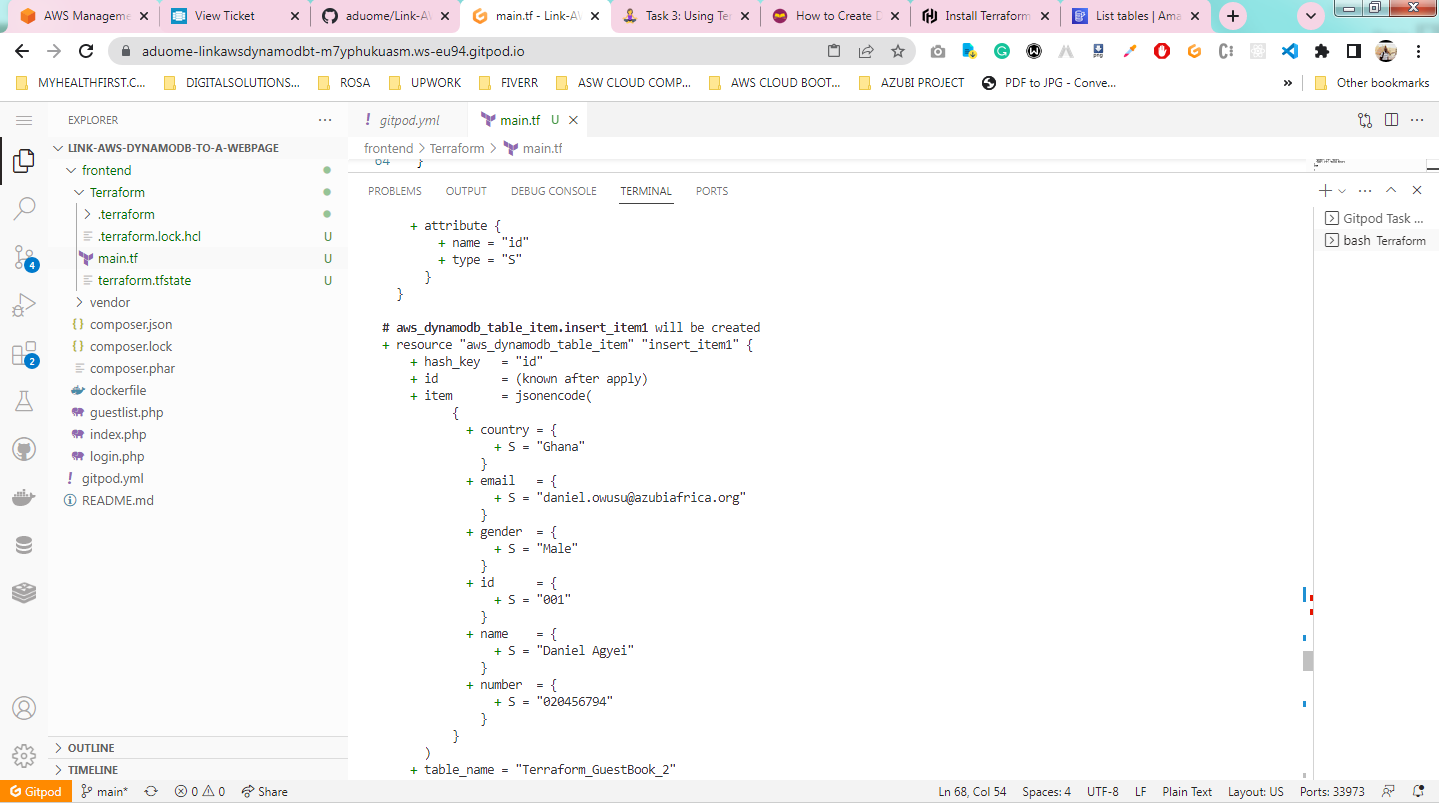 AWS Manageme
View Ticket
aduome/Link-AW
main.tf - Link-AW
Task 3: Using Ter
How to Create D
Install Terraform
List tables | Ama
aduome-linkawsdynamodbt-m7yphukuasm.ws-eu94.gitpod.io
MYHEALTHFIRST.C...
DIGITALSOLUTIONS...
ROSA
UPWORK
FIVERR
ASW CLOUD COMP...
AWS CLOUD BOOT...
AZUBI PROJECT
PDF to JPG - Conve...
»
Other bookmarks
EXPLORER
gitpod.yml
main.tf U
LINK-AWS-DYNAMODB-TO-A-WEBPAGE
frontend > Terraform > main.tf
frontend
64 }
Terraform
PROBLEMS OUTPUT DEBUG CONSOLE TERMINAL PORTS
.terraform
.terraform.lock.hcl U
main.tf U
terraform.tfstate U
vendor
composer.json
composer.lock
composer.phar
dockerfile
guestlist.php
index.php
login.php
gitpod.yml
README.md
4
2
+ attribute {
+ name = "id"
+ type = "S"
}
}
# aws_dynamodb_table_item.insert_item1 will be created
+ resource "aws_dynamodb_table_item" "insert_item1" {
+ hash_key = "id"
+ id = (known after apply)
+ item = jsonencode(
{
+ country = {
+ S = "Ghana"
}
+ email = {
+ S = "daniel.owusu@azubiafrica.org"
}
+ gender = {
+ S = "Male"
}
+ id = {
+ S = "001"
}
+ name = {
+ S = "Daniel Agyei"
}
+ number = {
+ S = "020456794"
}
}
)
+ table_name = "Terraform_GuestBook_2"
Gitpod Task ...
bash Terraform
OUTLINE
TIMELINE
Gitpod
main*
0 0
Share
Ln 68, Col 54
Spaces: 4
UTF-8
LF
Plain Text
Layout: US
Ports: 33973